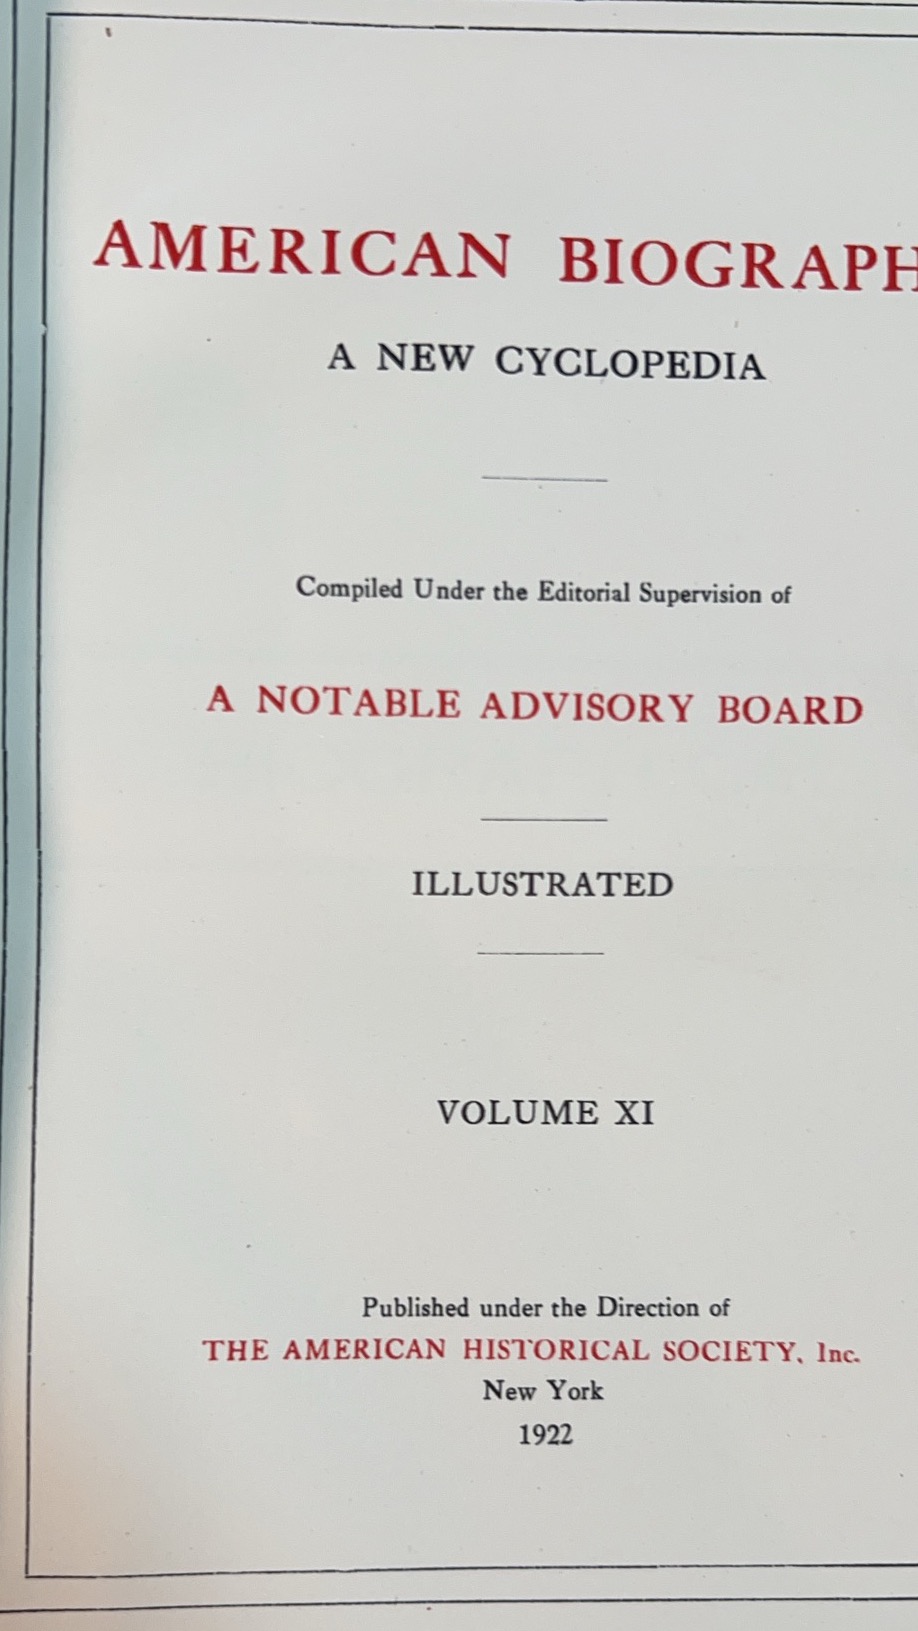 AMERICAN BIOGRAPH
A NEW CYCLOPEDIA
Compiled Under the Editorial Supervision of
A NOTABLE ADVISORY BOARD
ILLUSTRATED
VOLUME XI
Published under the Direction of
THE AMERICAN HISTORICAL SOCIETY, Inc.
New York
1922